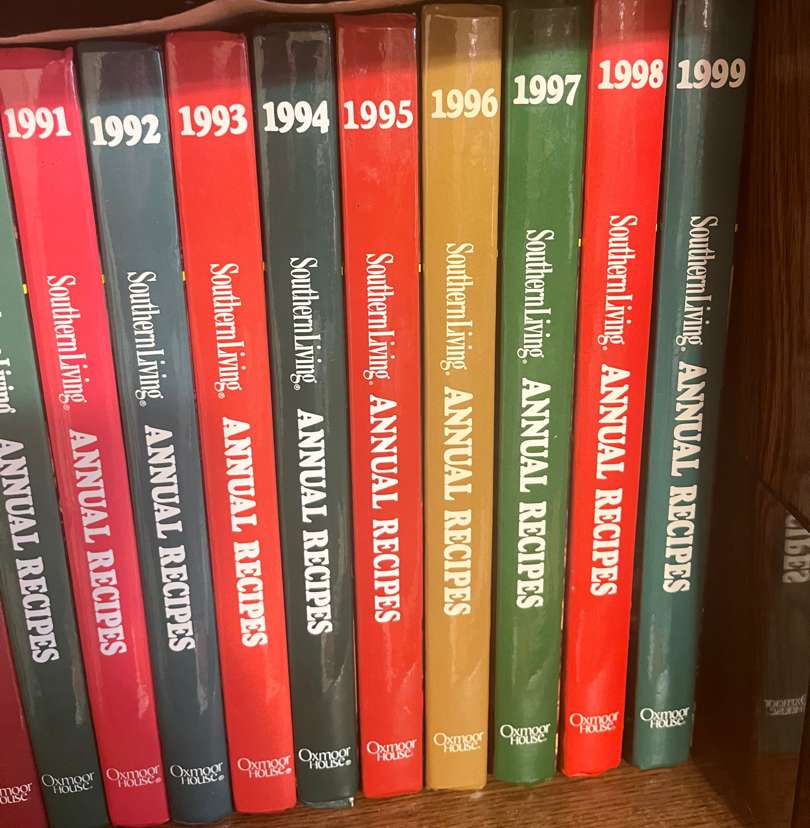 Living
ANNUAL RECIPES
Oxmoor
House®
1991
Southern Living®
ANNUAL RECIPES
Oxmoor
House®
1992
Southern Living®
ANNUAL RECIPES
Oxmoor
House®
1993
Southern Living®
ANNUAL RECIPES
Oxmoor
House®
1994
Southern Living®
ANNUAL RECIPES
Oxmoor
House®
1995
Southern Living®
ANNUAL RECIPES
Oxmoor
House®
1996
Southern Living®
ANNUAL RECIPES
Oxmoor
House®
1997
Southern Living®
ANNUAL RECIPES
Oxmoor
House®
1998
Southern Living®
ANNUAL RECIPES
Oxmoor
House®
1999
Southern Living®
ANNUAL RECIPES
Oxmoor
House®